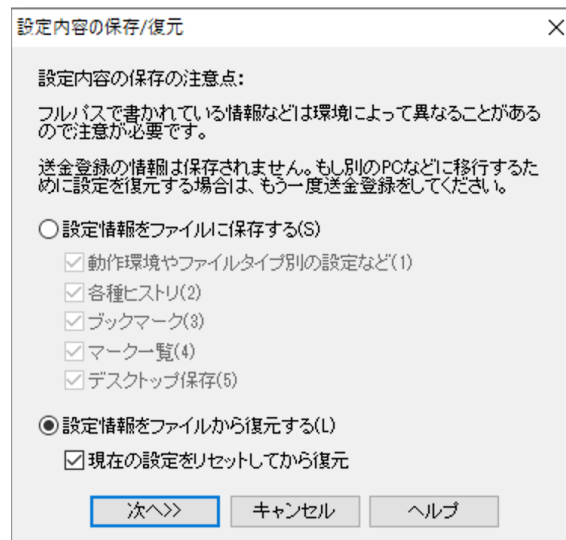 設定内容の保存/復元
設定内容の保存の注意点:
フルパスで書かれている情報などは環境によって異なることがある
ので注意が必要です。
送金登録の情報は保存されません。もし別のPCなどに移行するた
めに設定を復元する場合は、もう一度送金登録をしてください。
設定情報をファイルに保存する(S)
動作環境やファイルタイプ別の設定など(1)
各種ヒストリ(2)
ブックマーク(3)
マーク一覧(4)
デスクトップ保存(5)
設定情報をファイルから復元する(L)
現在の設定をリセットしてから復元
次へ>> キャンセル ヘルプ